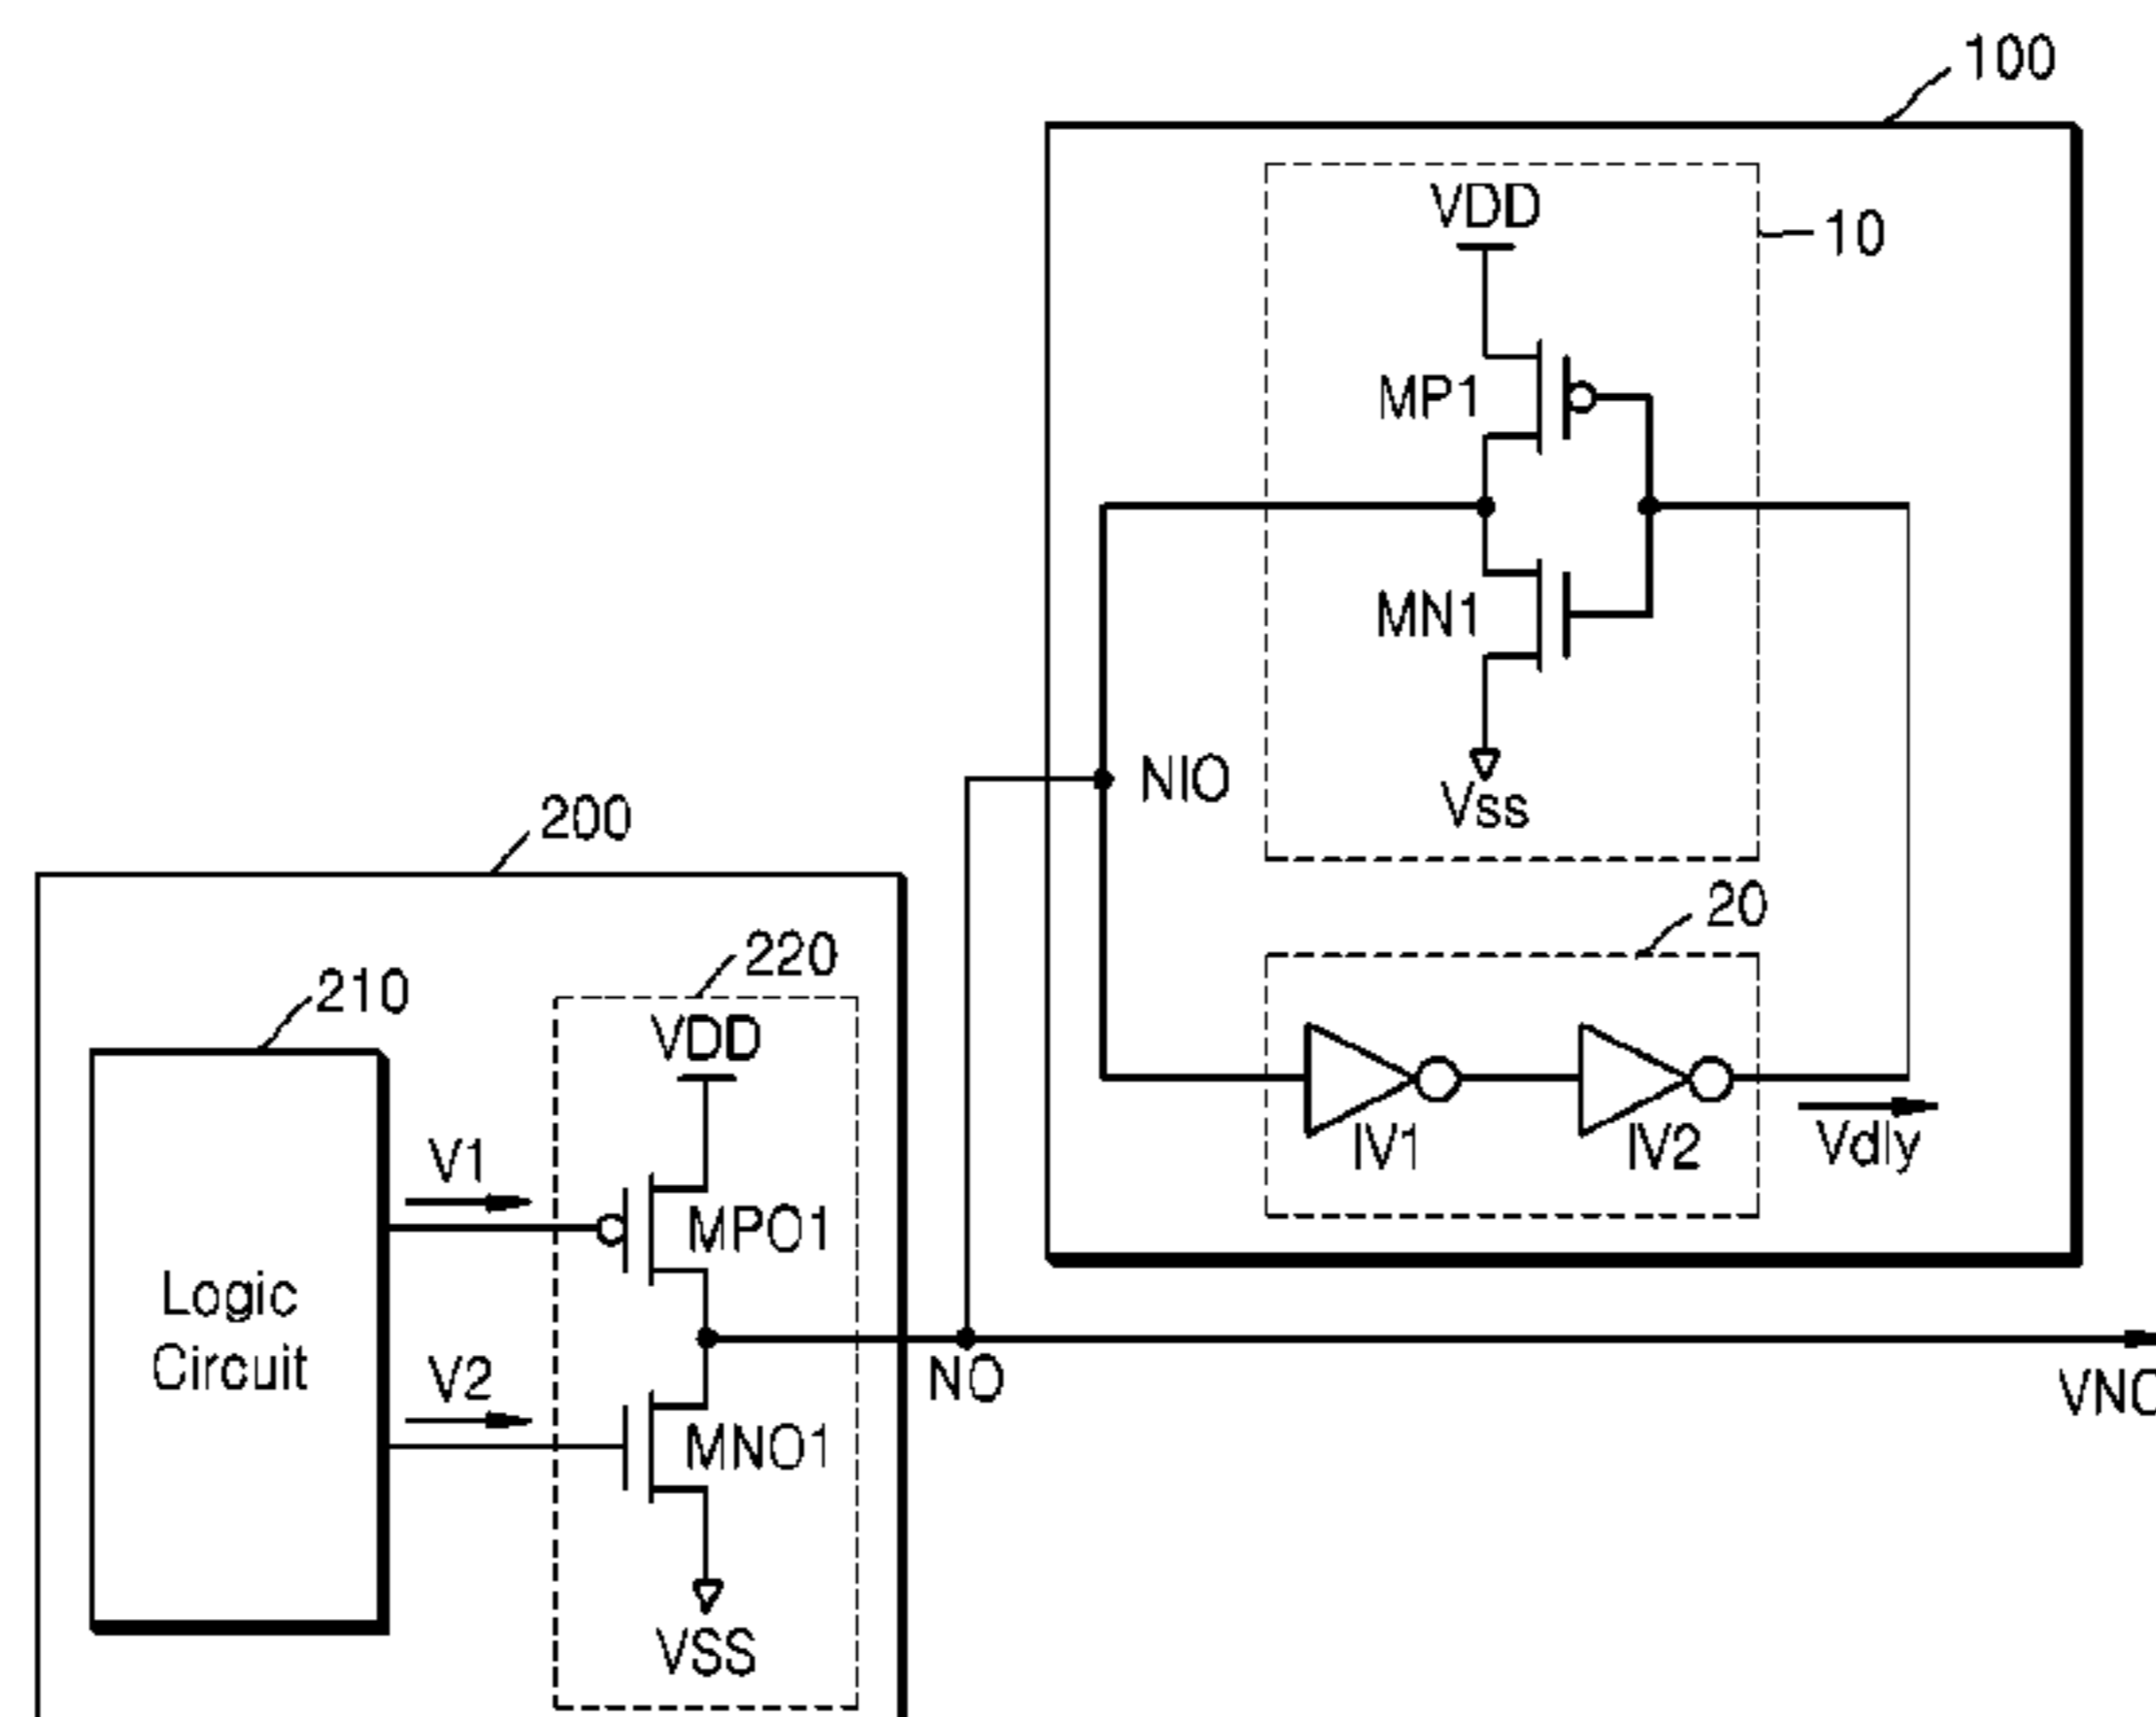 100
VDD
10
MP1
MN1
NIO
Vss
200
20
220
210
VDD
IV1
IV2
Vdly
V1
MPO1
Logic
Circuit
V2
NO
MNO1
VSS